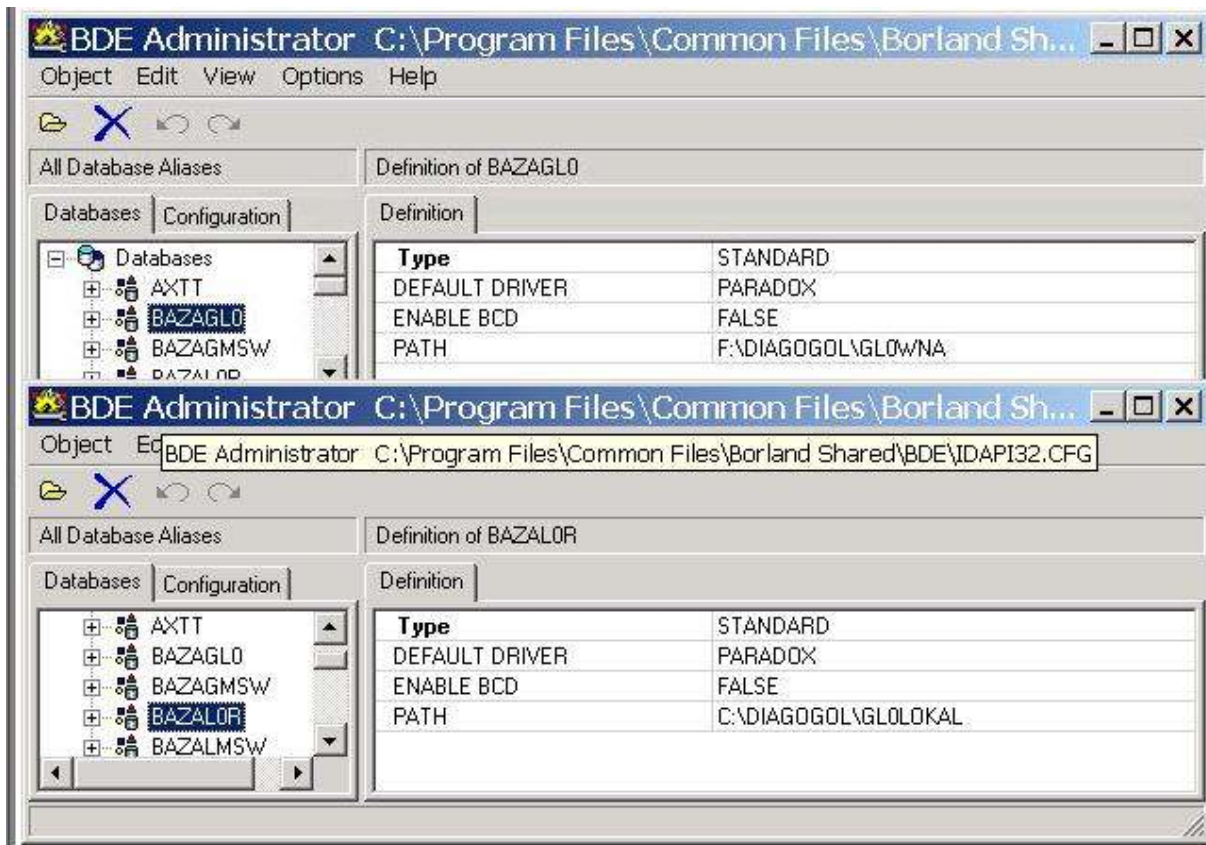 BDE Administrator C:\Program Files\Common Files\Borland Sh...
Object Edit View Options Help
All Database Aliases Definition of BAZAGL0
Databases Configuration Definition
Databases Type STANDARD
AXTT DEFAULT DRIVER PARADOX
BAZAGL0 ENABLE BCD FALSE
BAZAGMSW PATH F:\DIAGOGOL\GL0WNA
BAZAL0R
BDE Administrator C:\Program Files\Common Files\Borland Sh...
Object Ed
BDE Administrator C:\Program Files\Common Files\Borland Shared\BDE\IDAPI32.CFG
All Database Aliases Definition of BAZAL0R
Databases Configuration Definition
AXTT Type STANDARD
BAZAGL0 DEFAULT DRIVER PARADOX
BAZAGMSW ENABLE BCD FALSE
BAZAL0R PATH C:\DIAGOGOL\GL0LOKAL
BAZALMSW